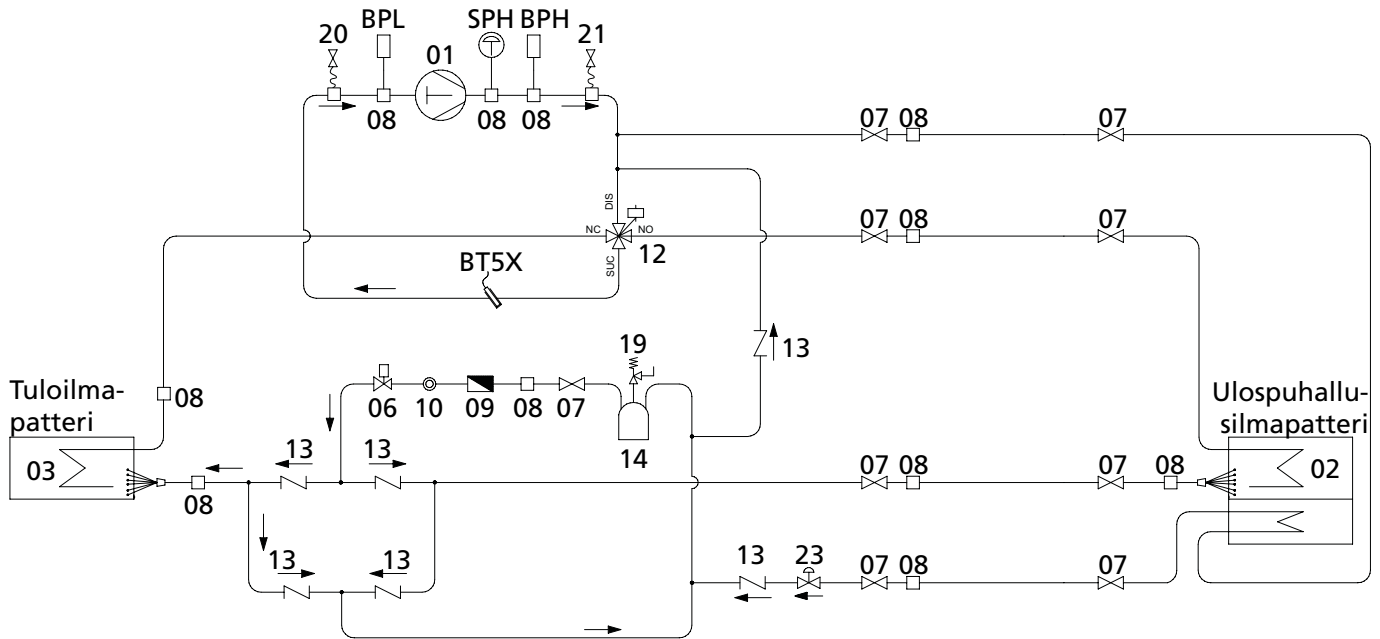 BPL SPH BPH
20 01 21
08 08 08
07 08 07
DIS
NC NO
07 08 07
12
SUC
BT5X
19
13
Tuloilma-
patteri
08
06 10 09 08 07
14
Ulospuhallu-
silmapatteri
03
13 13
07 08 07 08
02
08
13 13
13 23 07 08 07